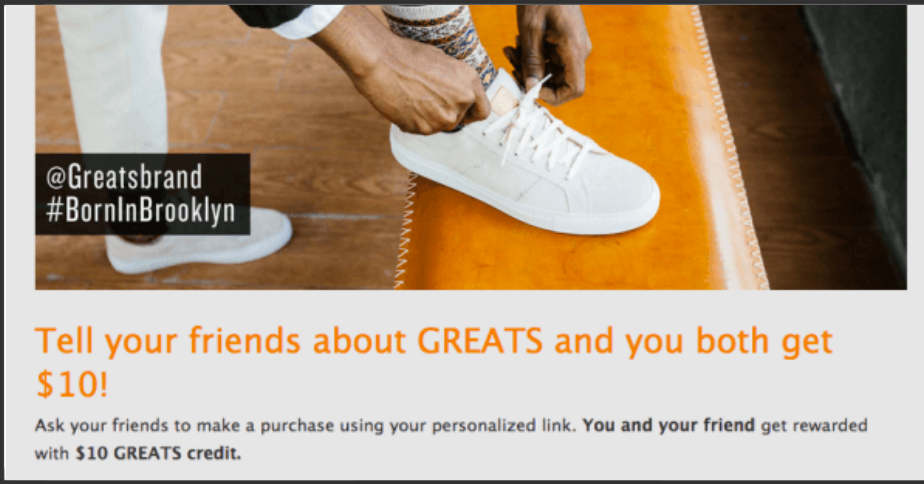 @Greatsbrand
#BornInBrooklyn
Tell your friends about GREATS and you both get
$10!
Ask your friends to make a purchase using your personalized link. You and your friend get rewarded
with $10 GREATS credit.